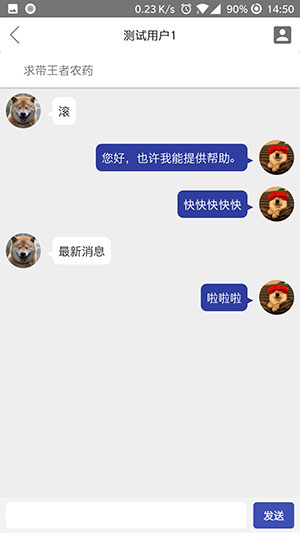 0.23 K/s 90% 14:50
测试用户1
求带王者农药
滚
您好，也许我能提供帮助。
快快快快快
最新消息
啦啦啦
发送